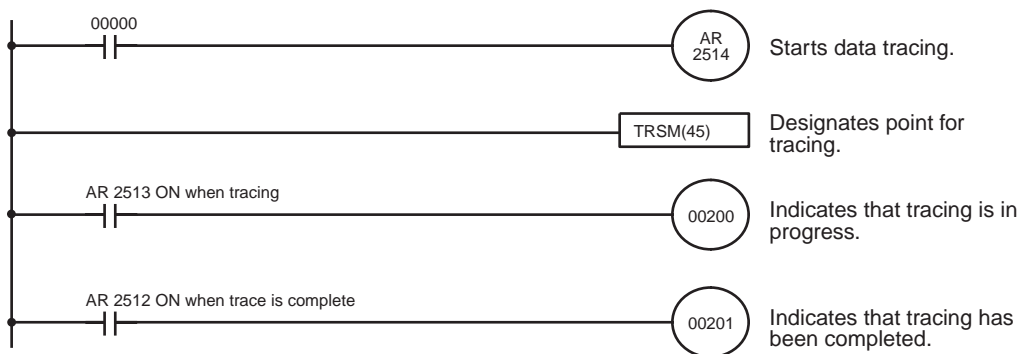 00000
AR
2514
Starts data tracing.
TRSM(45)
Designates point for
tracing.
AR 2513 ON when tracing
00200
Indicates that tracing is in
progress.
AR 2512 ON when trace is complete
00201
Indicates that tracing has
been completed.